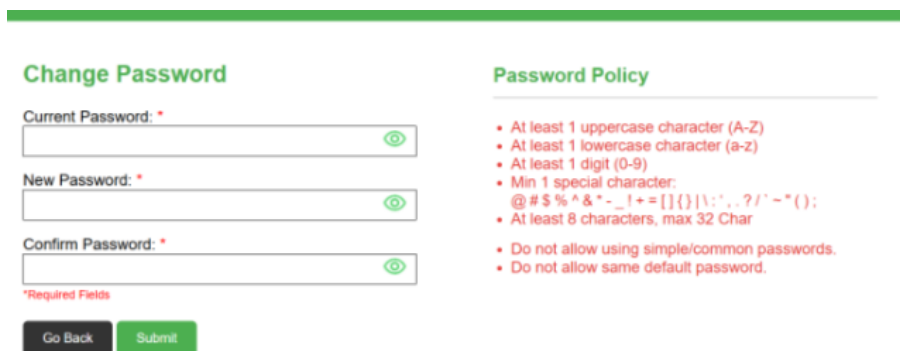 Change Password
Current Password: *
New Password: *
Confirm Password: *
*Required Fields
Go Back
Submit
Password Policy
• At least 1 uppercase character (A-Z)
• At least 1 lowercase character (a-z)
• At least 1 digit (0-9)
• Min 1 special character:
@ # $ % ^ & * - _ ! + = [ ] { } | \ : ' , . ? / ` ~ " ( ) ;
• At least 8 characters, max 32 Char
• Do not allow using simple/common passwords.
• Do not allow same default password.